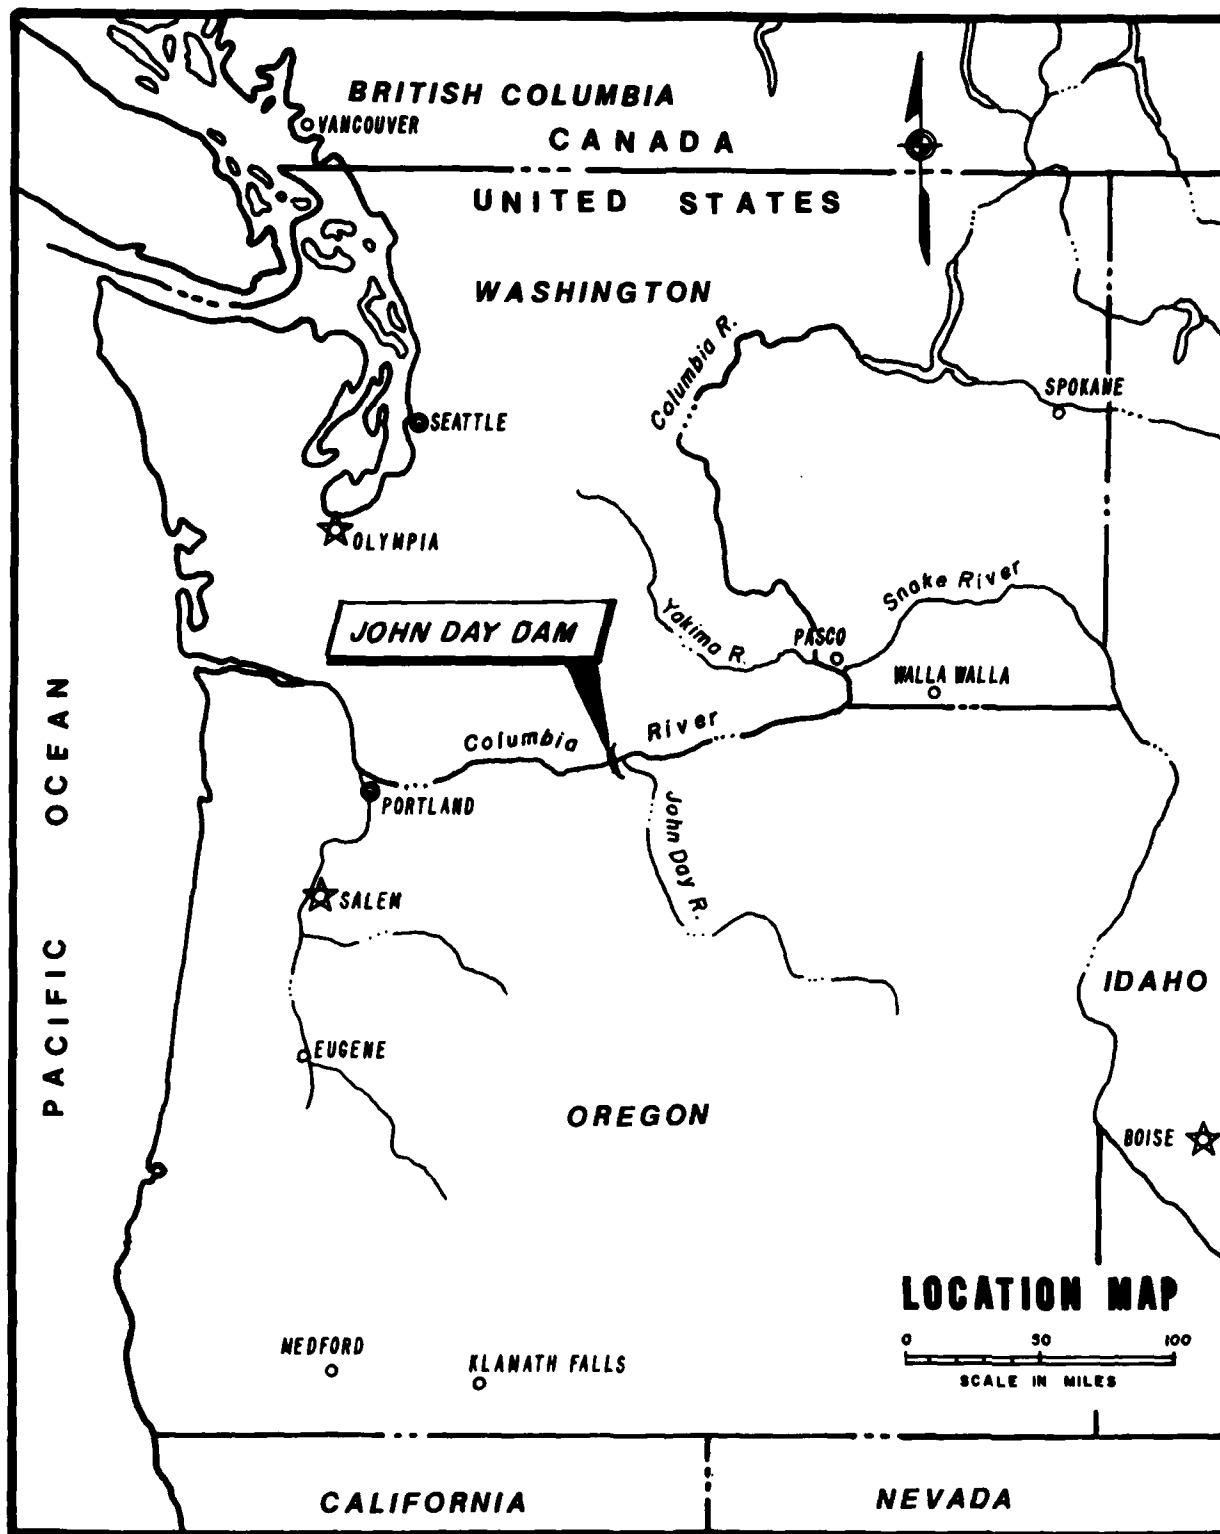 BRITISH COLUMBIA
VANCOUVER
CANADA
UNITED STATES
WASHINGTON
Columbia R.
SPOKANE
SEATTLE
OLYMPIA
Snake River
JOHN DAY DAM
Yakima R.
PASCO
WALLA WALLA
Columbia River
PORTLAND
John Day R.
SALEM
PACIFIC OCEAN
IDAHO
EUGENE
OREGON
BOISE
LOCATION MAP
0 50 100
SCALE IN MILES
MEDFORD
KLAMATH FALLS
CALIFORNIA
NEVADA